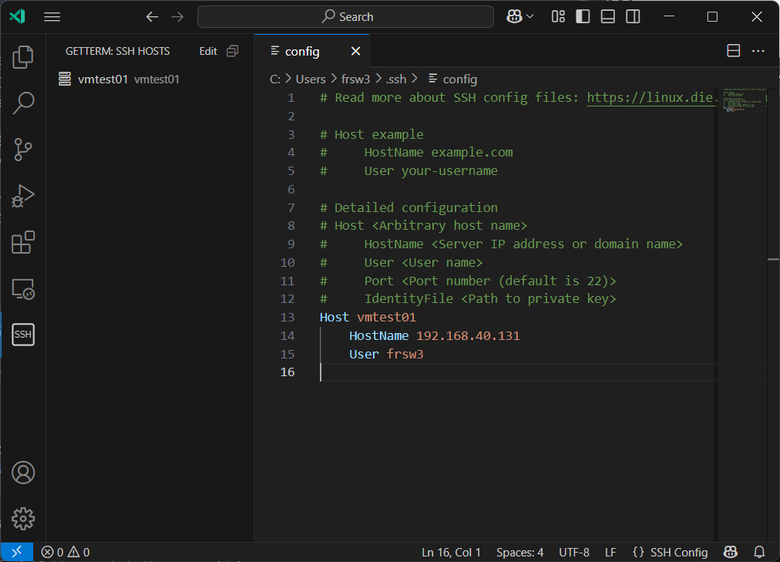 Search
GETTERM: SSH HOSTS Edit
config
vmtest01 vmtest01
C: > Users > frsw3 > .ssh > config
1 # Read more about SSH config files: https://linux.die.
2
3 # Host example
4 #     HostName example.com
5 #     User your-username
6
7 # Detailed configuration
8 # Host <Arbitrary host name>
9 #     HostName <Server IP address or domain name>
10 #     User <User name>
11 #     Port <Port number (default is 22)>
12 #     IdentityFile <Path to private key>
13 Host vmtest01
14     HostName 192.168.40.131
15     User frsw3
16
SSH
0 0 Ln 16, Col 1 Spaces: 4 UTF-8 LF {} SSH Config